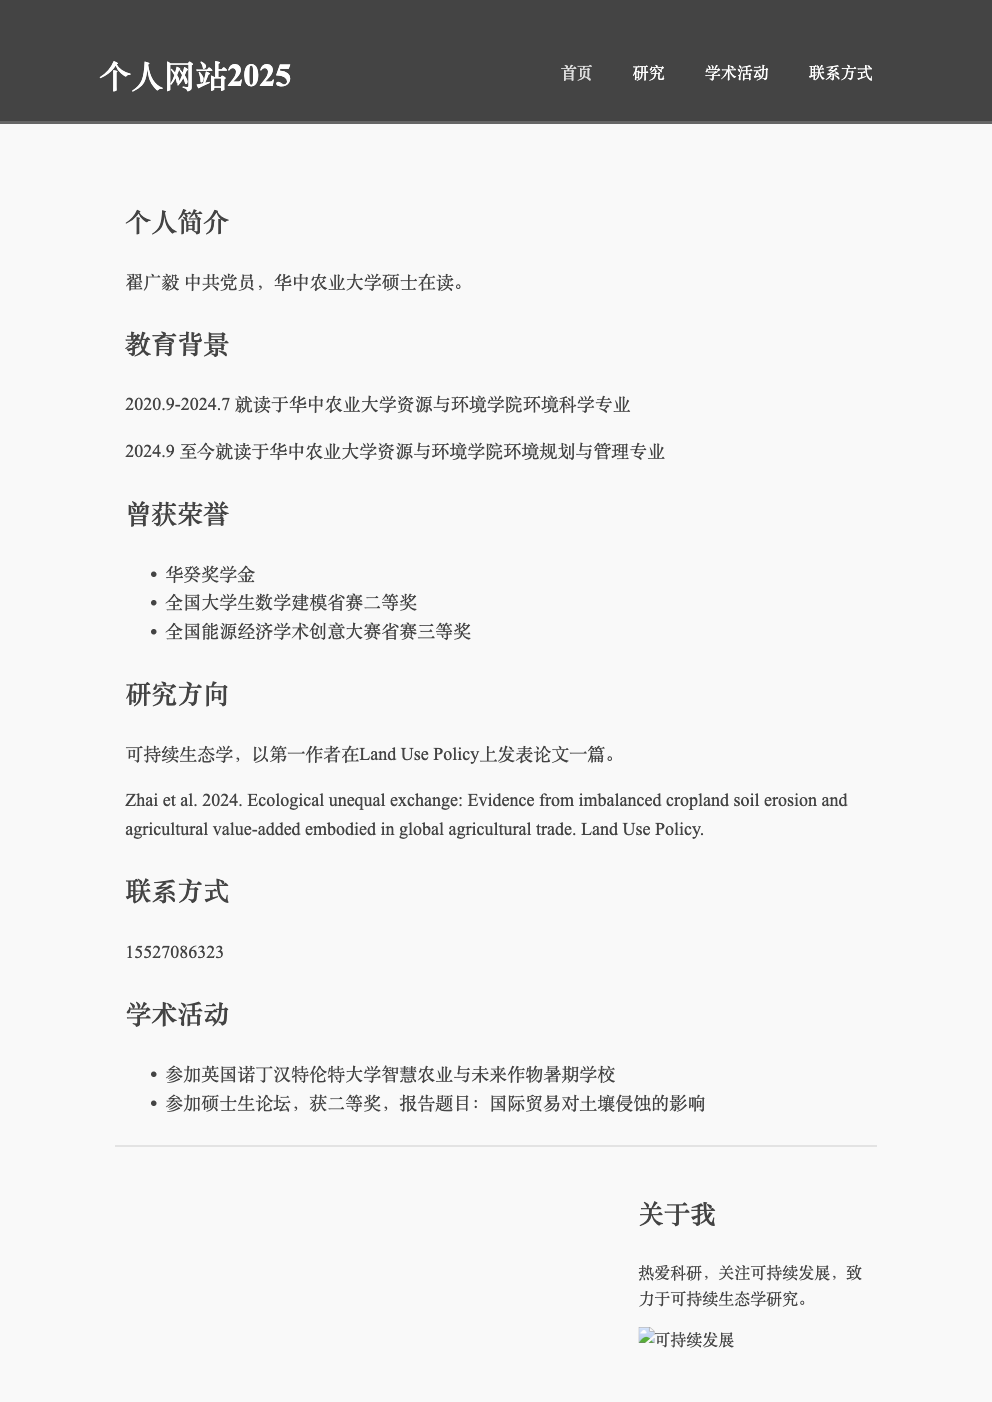 个人网站2025
首页 研究 学术活动 联系方式
个人简介
翟广毅 中共党员，华中农业大学硕士在读。
教育背景
2020.9-2024.7 就读于华中农业大学资源与环境学院环境科学专业
2024.9 至今就读于华中农业大学资源与环境学院环境规划与管理专业
曾获荣誉
• 华癸奖学金
• 全国大学生数学建模省赛二等奖
• 全国能源经济学术创意大赛省赛三等奖
研究方向
可持续生态学，以第一作者在Land Use Policy上发表论文一篇。
Zhai et al. 2024. Ecological unequal exchange: Evidence from imbalanced cropland soil erosion and
agricultural value-added embodied in global agricultural trade. Land Use Policy.
联系方式
15527086323
学术活动
• 参加英国诺丁汉特伦特大学智慧农业与未来作物暑期学校
• 参加硕士生论坛，获二等奖，报告题目：国际贸易对土壤侵蚀的影响
关于我
热爱科研，关注可持续发展，致
力于可持续生态学研究。
可持续发展